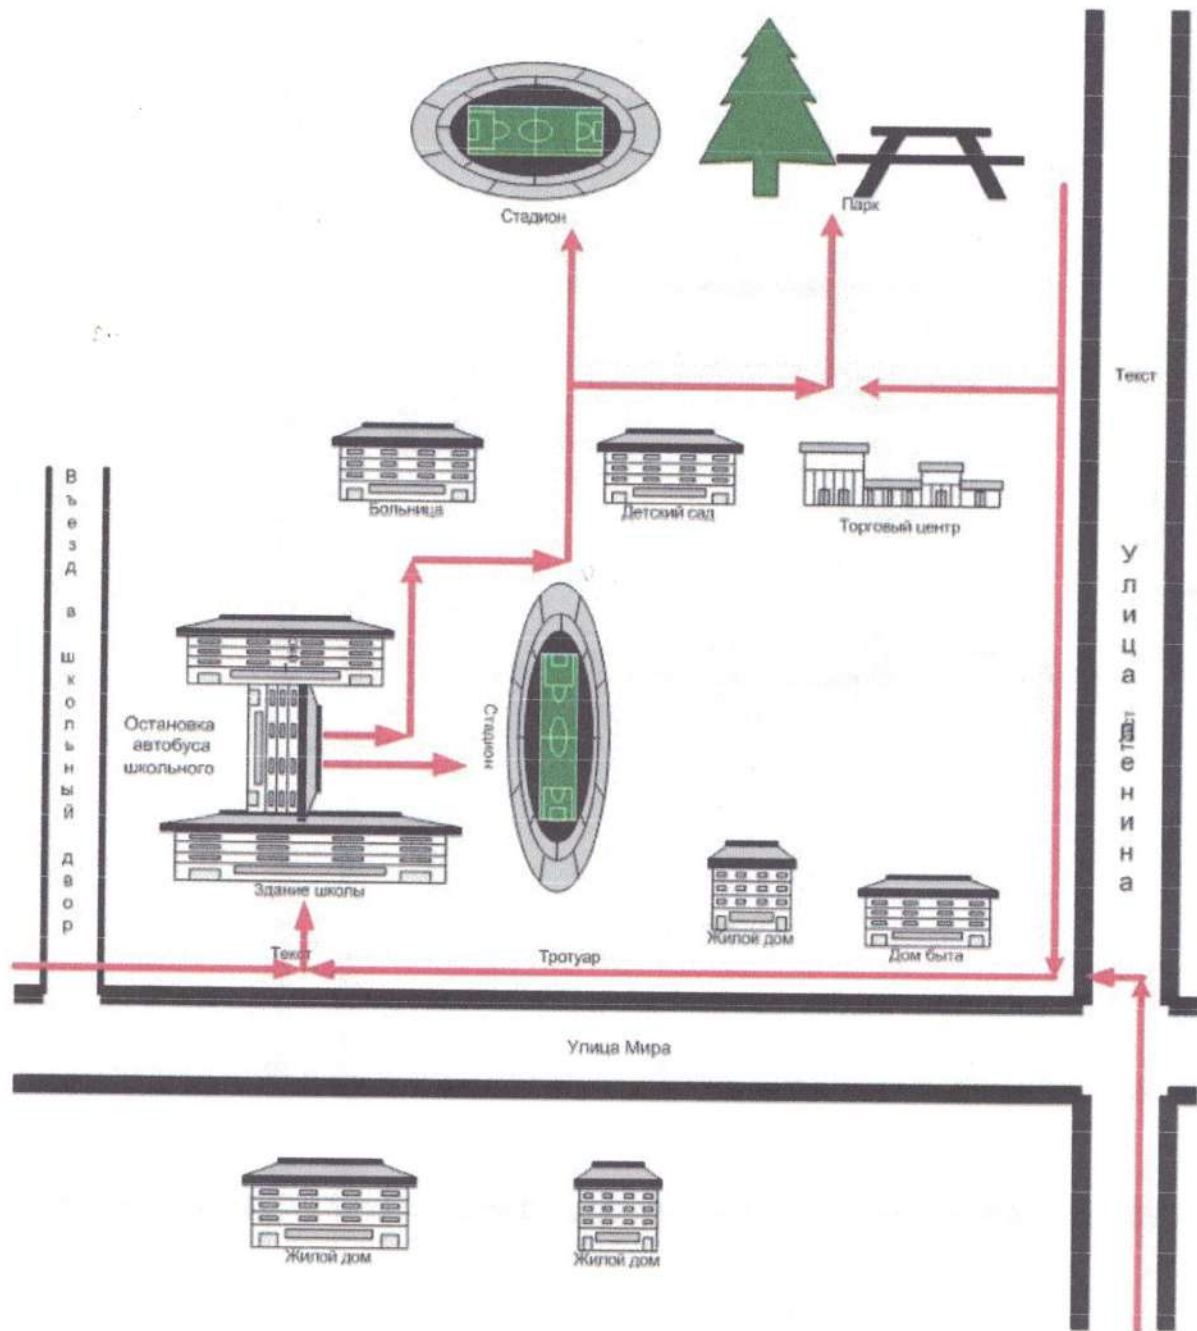 Стадион
Парк
Текст
Больница
Детский сад
Торговый центр
Въезд в школьный двор
Остановка
автобуса
школьного
Стадион
Улица Ленина
Здание школы
Жилой дом
Дом быта
Текст
Тротуар
Улица Мира
Жилой дом
Жилой дом